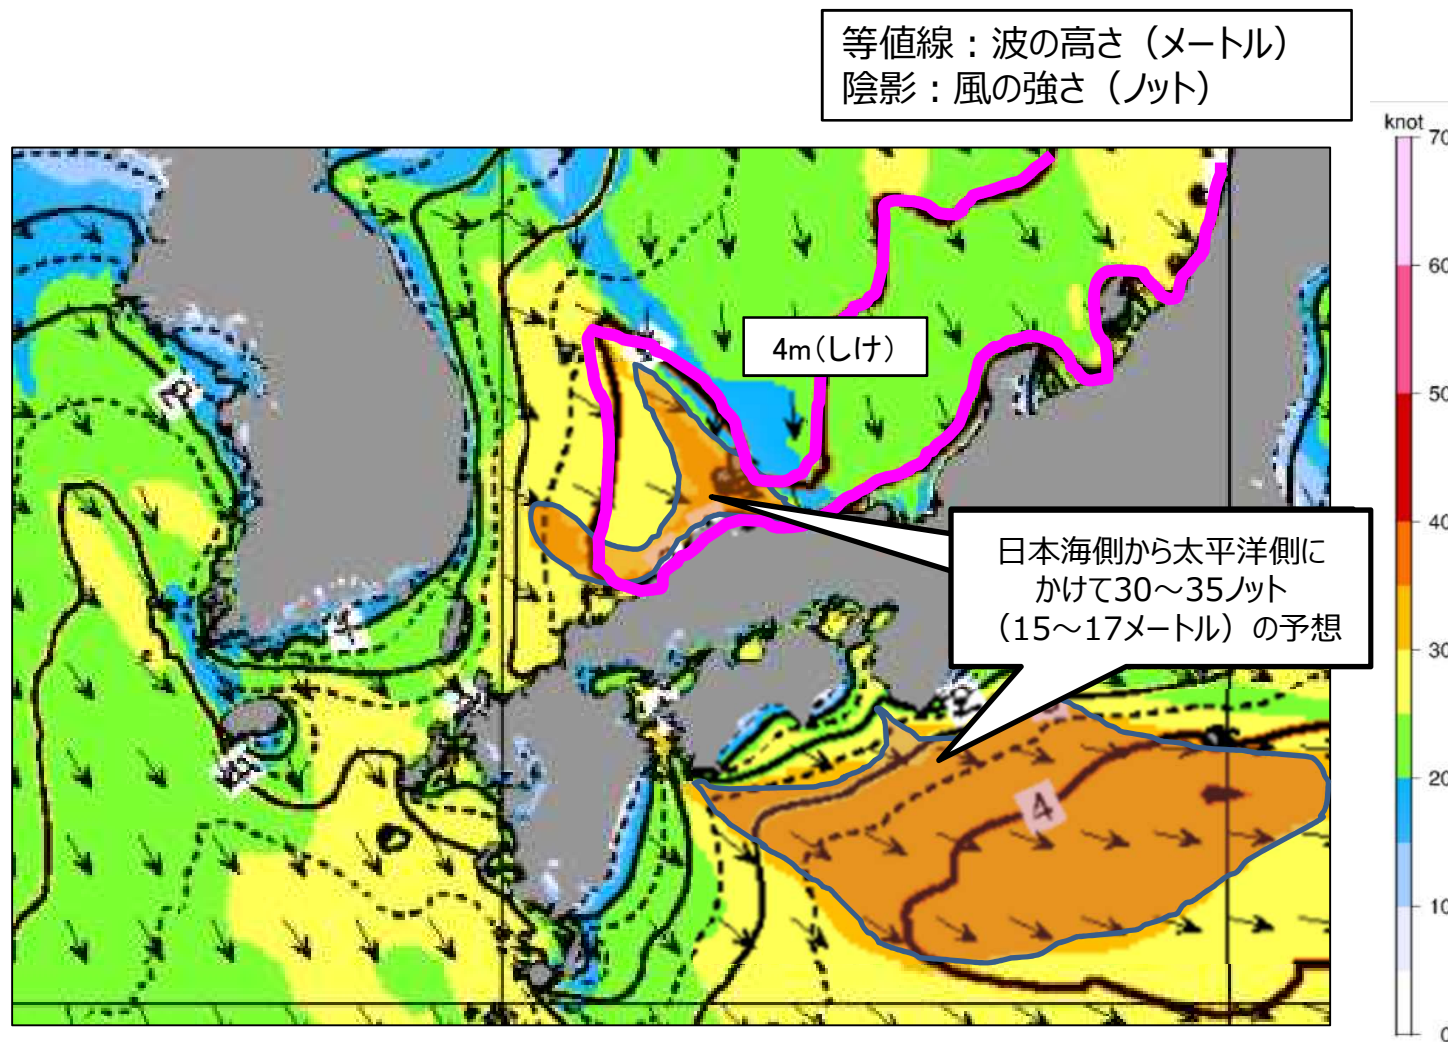 等値線：波の高さ（メートル）
陰影：風の強さ（ノット）
knot
70
60
50
40
30
20
10
0
4m（しけ）
日本海側から太平洋側に
かけて30～35ノット
（15～17メートル）の予想
4